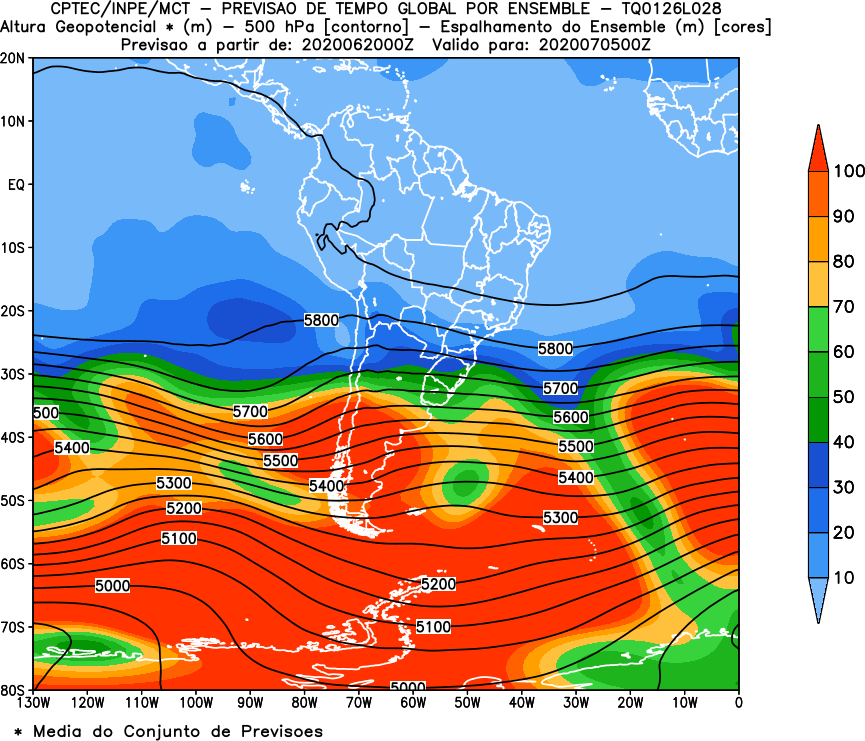 CPTEC/INPE/MCT - PREVISAO DE TEMPO GLOBAL POR ENSEMBLE - TQ0126L028
Altura Geopotencial * (m) - 500 hPa [contorno] - Espalhamento do Ensemble (m) [cores]
Previsao a partir de: 2020062000Z Valido para: 2020070500Z
20N
10N
EQ
10S
20S
30S
40S
50S
60S
70S
80S
5800
5800
5700
5700
5600
500
5600
5500
5400
5500
5400
5300
5400
5200
5300
5100
5000
5200
5100
5000
130W 120W 110W 100W 90W 80W 70W 60W 50W 40W 30W 20W 10W 0
100
90
80
70
60
50
40
30
20
10
* Media do Conjunto de Previsoes